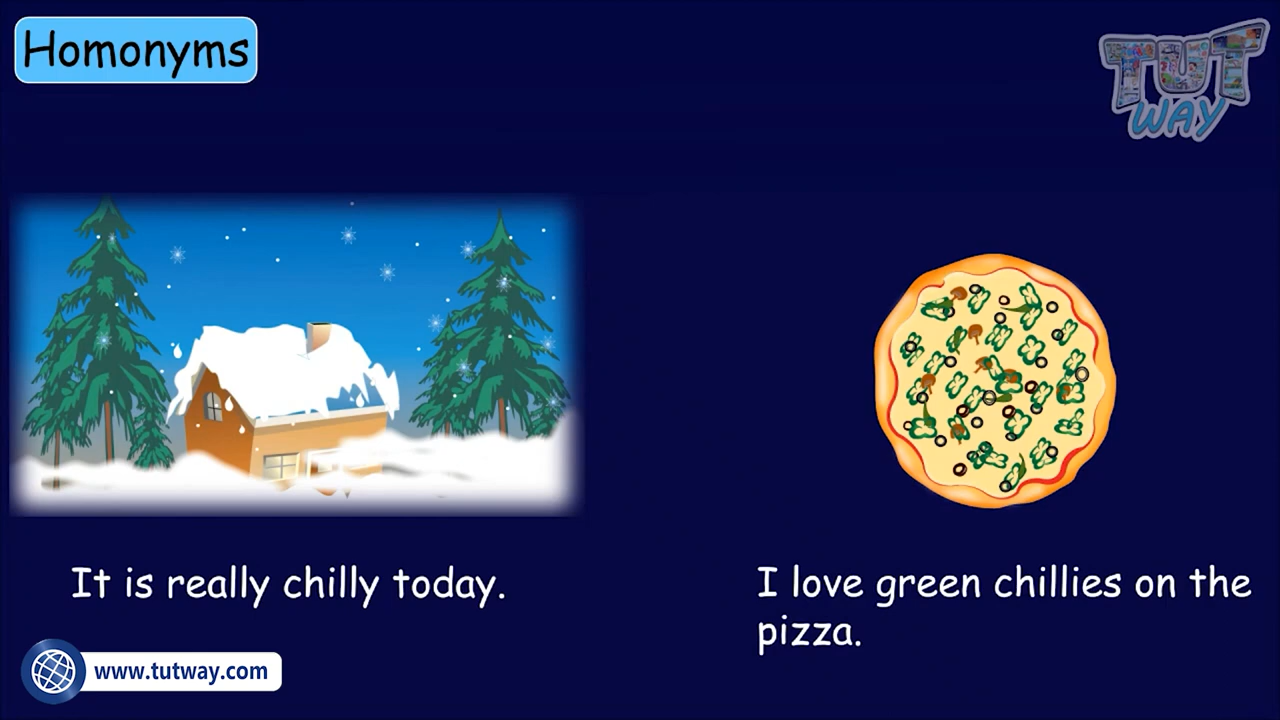 Homonyms
TUT
WAY
It is really chilly today.
I love green chillies on the
pizza.
www.tutway.com